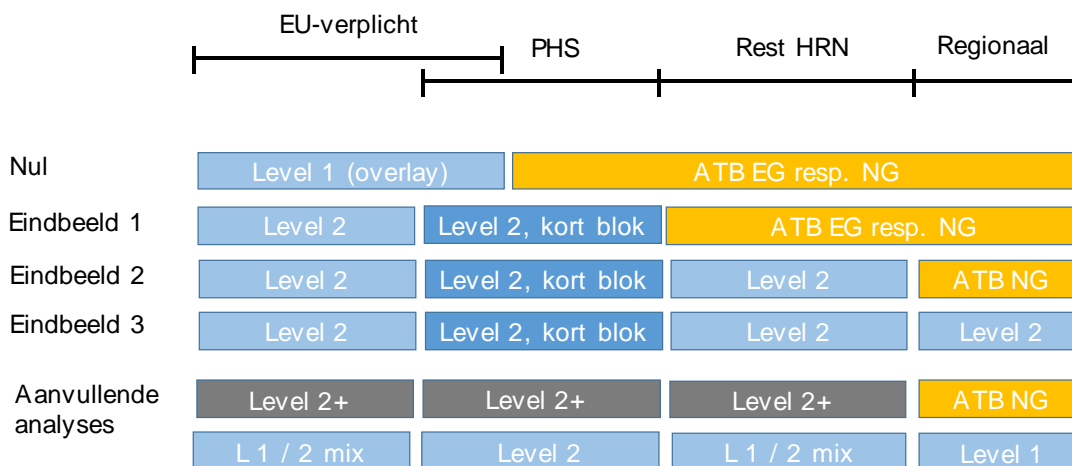 EU-verplicht
PHS
Rest HRN
Regionaal
Nul
Level 1 (overlay)
ATB EG resp. NG
Eindbeeld 1
Level 2
Level 2, kort blok
ATB EG resp. NG
Eindbeeld 2
Level 2
Level 2, kort blok
Level 2
ATB NG
Eindbeeld 3
Level 2
Level 2, kort blok
Level 2
Level 2
Aanvullende
analyses
Level 2+
Level 2+
Level 2+
ATB NG
L 1 / 2 mix
Level 2
L 1 / 2 mix
Level 1